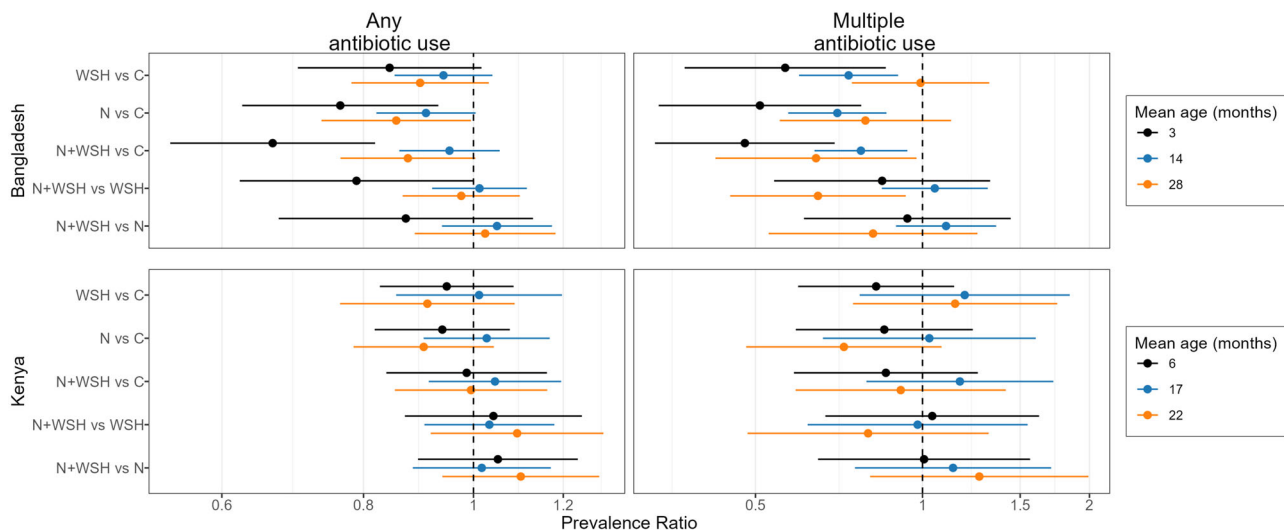 Any
antibiotic use
Multiple
antibiotic use
Bangladesh
WSH vs C
N vs C
N+WSH vs C
N+WSH vs WSH
N+WSH vs N
Mean age (months)
3
14
28
Kenya
WSH vs C
N vs C
N+WSH vs C
N+WSH vs WSH
N+WSH vs N
Mean age (months)
6
17
22
0.6 0.8 1 1.2 0.5 1 1.5 2
Prevalence Ratio